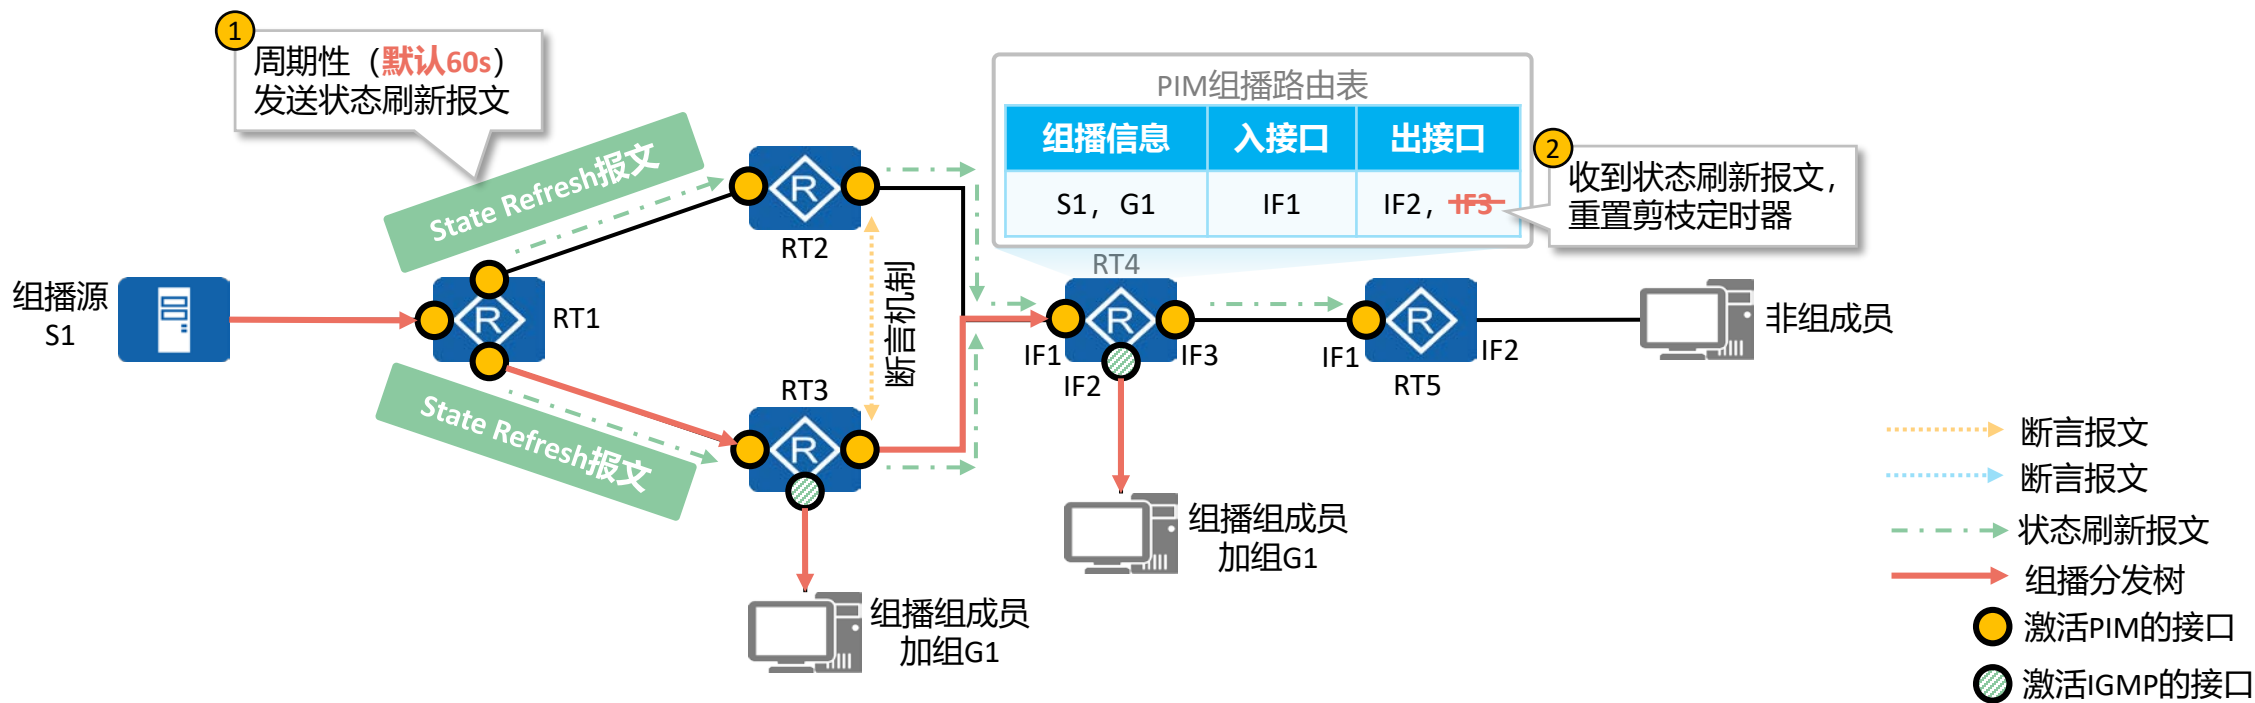 1
周期性（默认60s）
发送状态刷新报文
State Refresh报文
State Refresh报文
组播源
S1
RT1
RT2
RT3
断言机制
PIM组播路由表
组播信息 入接口 出接口
S1，G1 IF1 IF2，IF3
2
收到状态刷新报文，
重置剪枝定时器
RT4
IF1
IF2
IF3
IF1
RT5
IF2
非组成员
组播组成员
加组G1
组播组成员
加组G1
断言报文
断言报文
状态刷新报文
组播分发树
激活PIM的接口
激活IGMP的接口
R
R
R
R
R